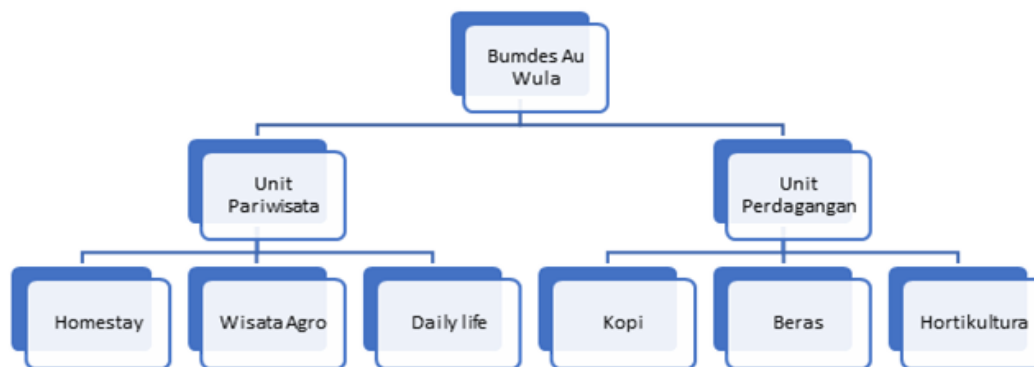 Bumdes Au
Wula
Unit
Pariwisata
Unit
Perdagangan
Homestay
Wisata Agro
Daily life
Kopi
Beras
Hortikultura